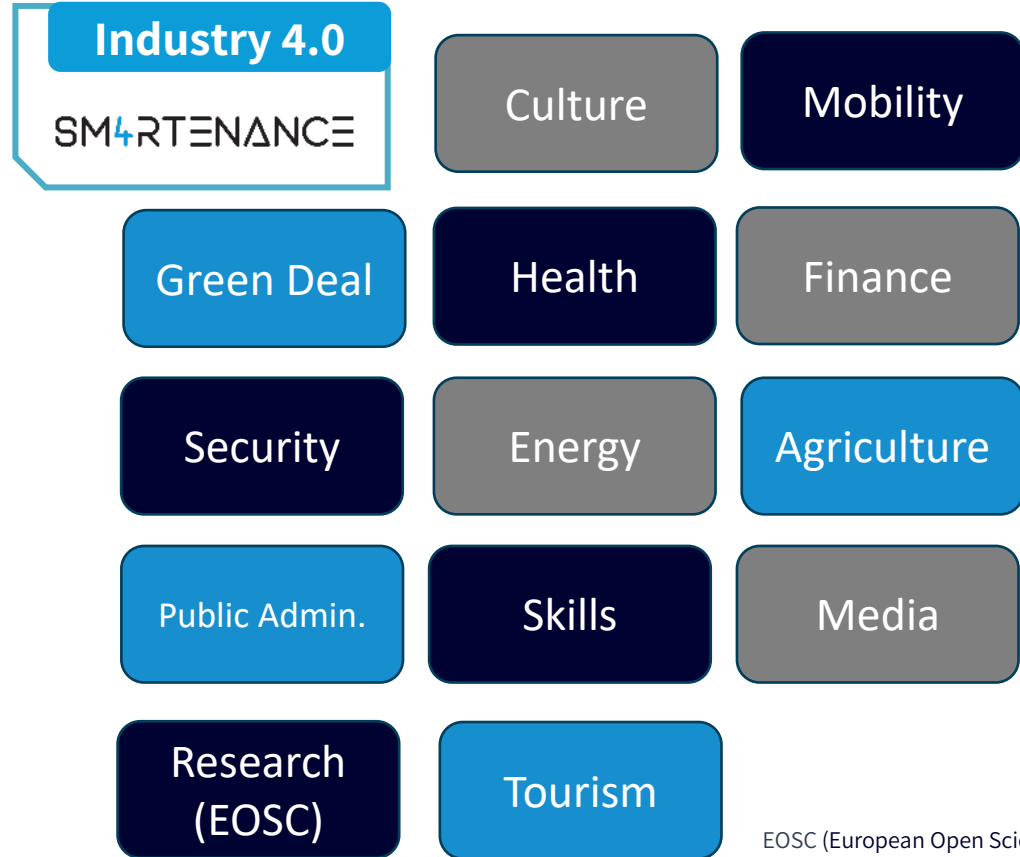 Industry 4.0
SM4RTENANCE
Culture
Mobility
Green Deal
Health
Finance
Security
Energy
Agriculture
Public Admin.
Skills
Media
Research
(EOSC)
Tourism
EOSC (European Open Scie